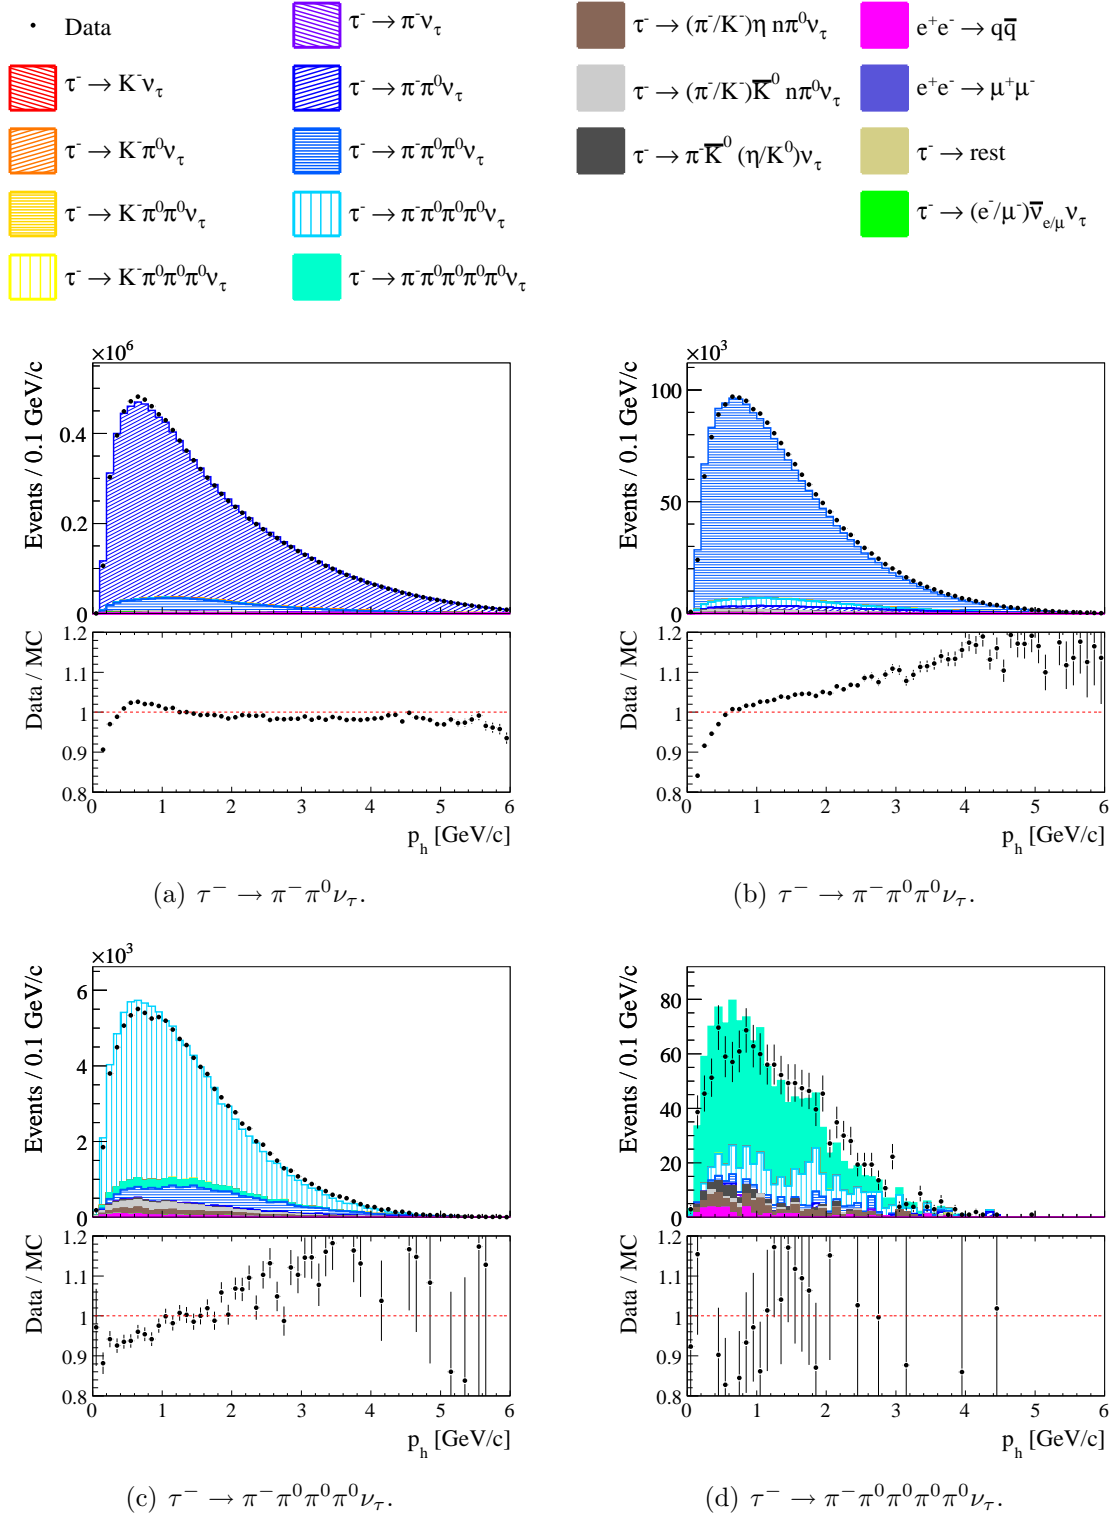 Data
τ⁻ → K⁻ν_τ
τ⁻ → K⁻π⁰ν_τ
τ⁻ → K⁻π⁰π⁰ν_τ
τ⁻ → K⁻π⁰π⁰π⁰ν_τ
τ⁻ → π⁻ν_τ
τ⁻ → π⁻π⁰ν_τ
τ⁻ → π⁻π⁰π⁰ν_τ
τ⁻ → π⁻π⁰π⁰π⁰ν_τ
τ⁻ → π⁻π⁰π⁰π⁰π⁰ν_τ
τ⁻ → (π⁻/K⁻)η nπ⁰ν_τ
τ⁻ → (π⁻/K⁻)K̅⁰ nπ⁰ν_τ
τ⁻ → π⁻K̅⁰ (η/K⁰)ν_τ
e⁺e⁻ → qq̅
e⁺e⁻ → μ⁺μ⁻
τ⁻ → rest
τ⁻ → (e⁻/μ⁻)ν̅_{e/μ} ν_τ
×10⁶
Events / 0.1 GeV/c
0.4
0.2
0
Data / MC
1.2
1.1
1
0.9
0.8
0 1 2 3 4 5 6
p_h [GeV/c]
(a) τ⁻ → π⁻π⁰ν_τ.
×10³
Events / 0.1 GeV/c
100
50
0
Data / MC
1.2
1.1
1
0.9
0.8
0 1 2 3 4 5 6
p_h [GeV/c]
(b) τ⁻ → π⁻π⁰π⁰ν_τ.
×10³
Events / 0.1 GeV/c
6
4
2
0
Data / MC
1.2
1.1
1
0.9
0.8
0 1 2 3 4 5 6
p_h [GeV/c]
(c) τ⁻ → π⁻π⁰π⁰π⁰ν_τ.
Events / 0.1 GeV/c
80
60
40
20
0
Data / MC
1.2
1.1
1
0.9
0.8
0 1 2 3 4 5 6
p_h [GeV/c]
(d) τ⁻ → π⁻π⁰π⁰π⁰π⁰ν_τ.